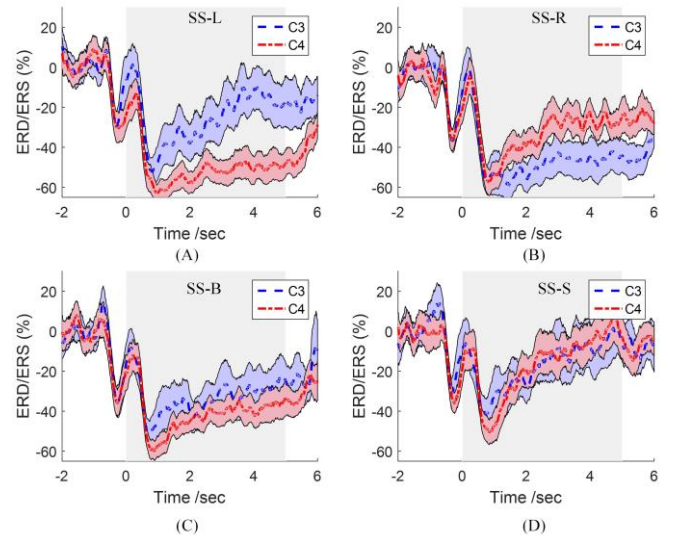 SS-L
C3
C4
20
0
-20
-40
-60
ERD/ERS (%)
-2 0 2 4 6
Time /sec
(A)
SS-R
C3
C4
20
0
-20
-40
-60
ERD/ERS (%)
-2 0 2 4 6
Time /sec
(B)
SS-B
C3
C4
20
0
-20
-40
-60
ERD/ERS (%)
-2 0 2 4 6
Time /sec
(C)
SS-S
C3
C4
20
0
-20
-40
-60
ERD/ERS (%)
-2 0 2 4 6
Time /sec
(D)